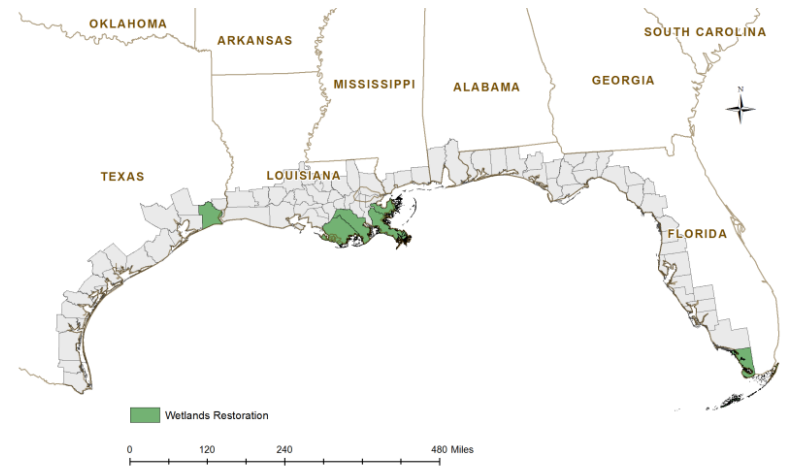 OKLAHOMA
ARKANSAS
SOUTH CAROLINA
MISSISSIPPI
ALABAMA
GEORGIA
N
TEXAS
LOUISIANA
FLORIDA
Wetlands Restoration
0 120 240 480 Miles